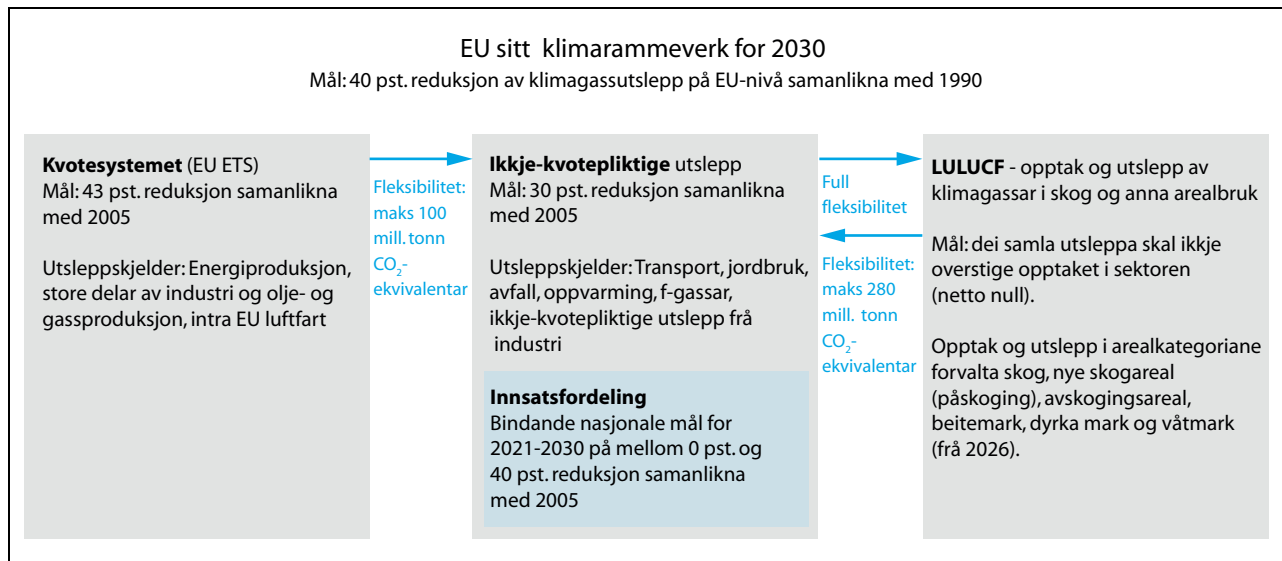 EU sitt klimarammeverk for 2030
Mål: 40 pst. reduksjon av klimagassutslepp på EU-nivå samanlikna med 1990
Kvotesystemet (EU ETS)
Mål: 43 pst. reduksjon samanlikna
med 2005
Utsleppskjelder: Energiproduksjon,
store delar av industri og olje- og
gassproduksjon, intra EU luftfart
Fleksibilitet:
maks 100
mill. tonn
CO₂-
ekvivalentar
Ikkje-kvotepliktige utslepp
Mål: 30 pst. reduksjon samanlikna
med 2005
Utsleppskjelder: Transport, jordbruk,
avfall, oppvarming, f-gassar,
ikkje-kvotepliktige utslepp frå
industri
Innsatsfordeling
Bindande nasjonale mål for
2021-2030 på mellom 0 pst. og
40 pst. reduksjon samanlikna
med 2005
Full
fleksibilitet
Fleksibilitet:
maks 280
mill. tonn
CO₂-
ekvivalentar
LULUCF - opptak og utslepp av
klimagassar i skog og anna arealbruk
Mål: dei samla utsleppa skal ikkje
overstige opptaket i sektoren
(netto null).
Opptak og utslepp i arealkategoriane
forvalta skog, nye skogareal
(påskoging), avskogingsareal,
beitemark, dyrka mark og våtmark
(frå 2026).